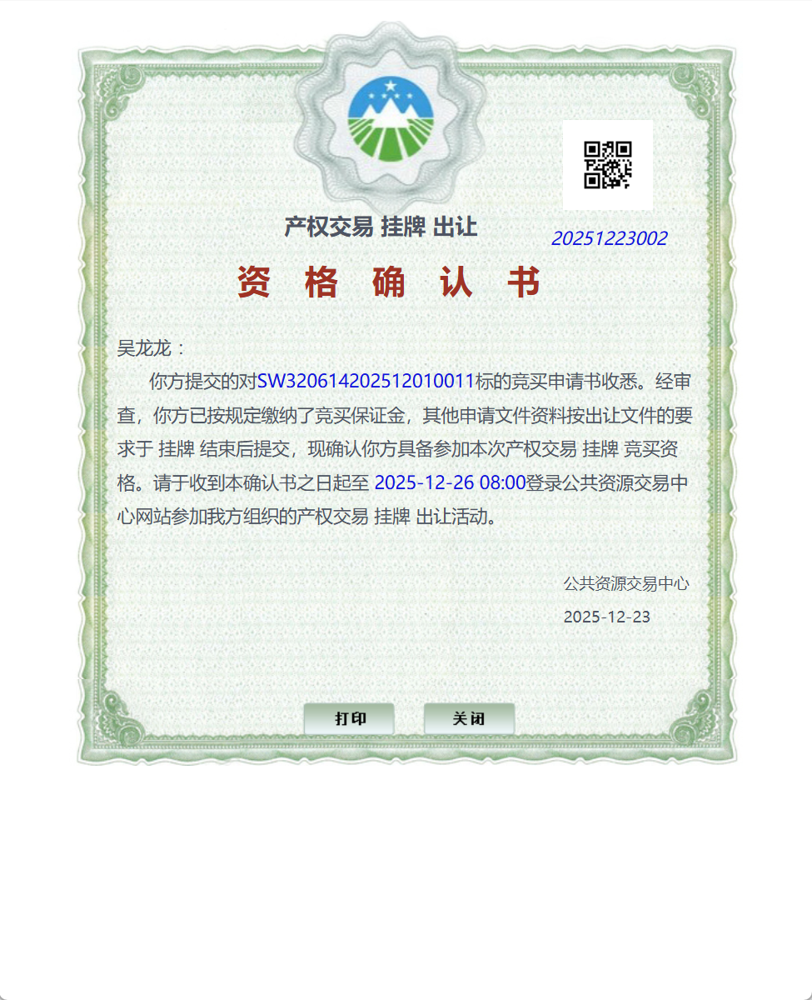 产权交易 挂牌 出让
20251223002
资 格 确 认 书
吴龙龙：
你方提交的对SW320614202512010011标的竞买申请书收悉。经审
查，你方已按规定缴纳了竞买保证金，其他申请文件资料按出让文件的要
求于 挂牌 结束后提交，现确认你方具备参加本次产权交易 挂牌 竞买资
格。请于收到本确认书之日起至 2025-12-26 08:00登录公共资源交易中
心网站参加我方组织的产权交易 挂牌 出让活动。
公共资源交易中心
2025-12-23
打印 关闭